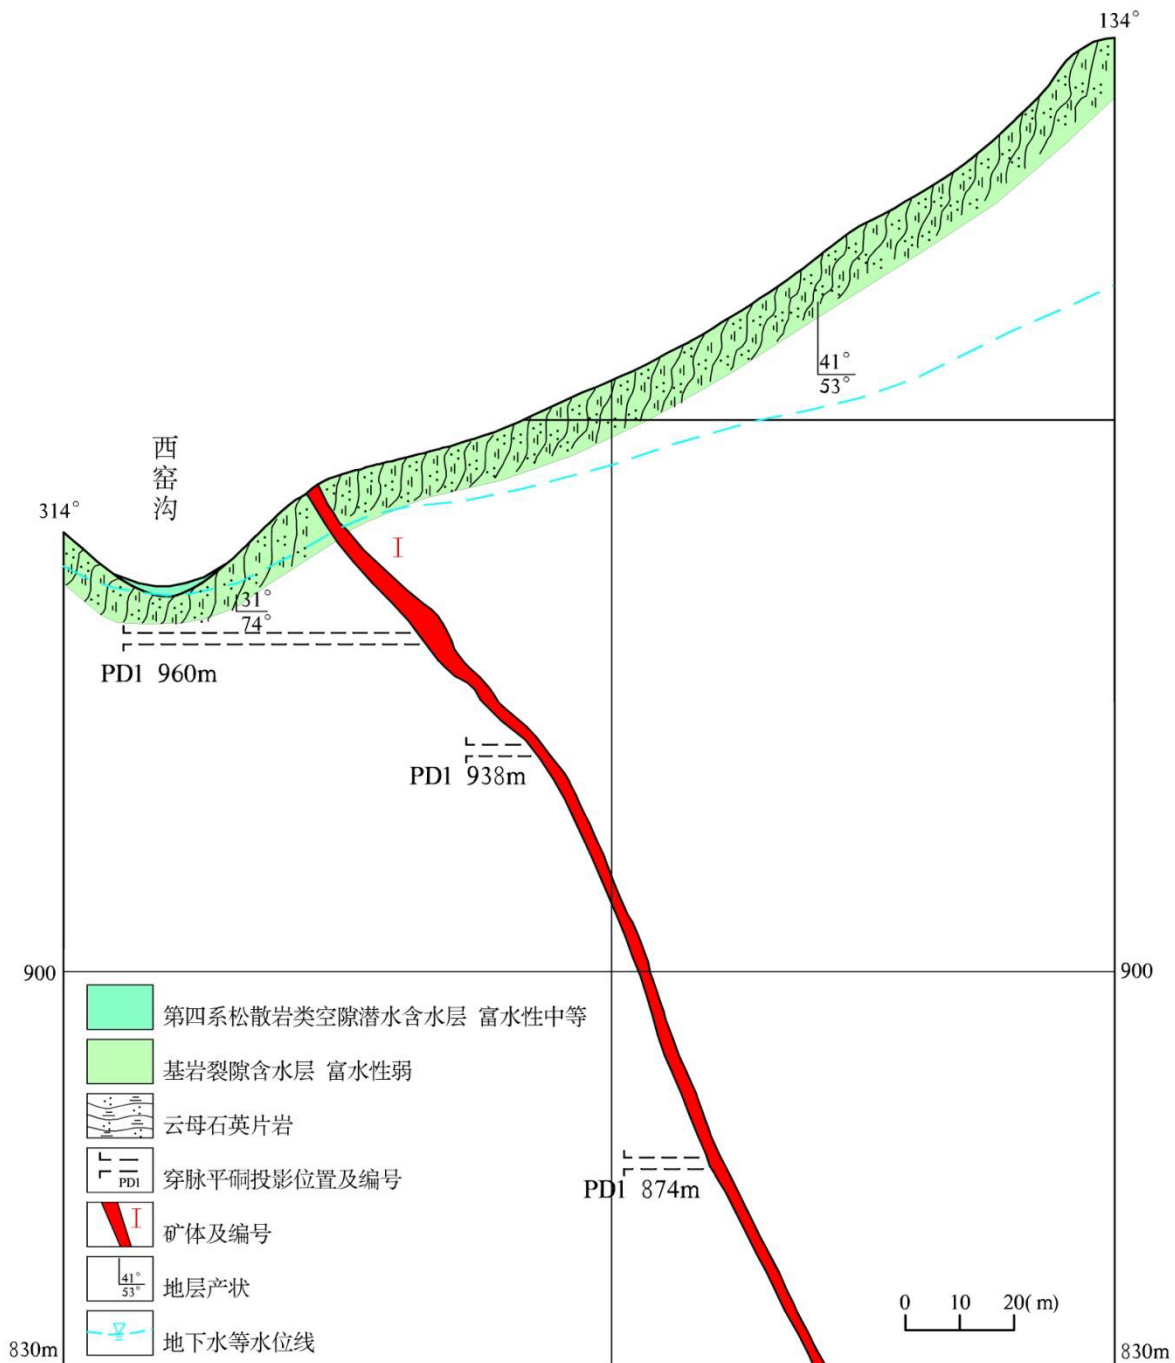 134°
41°
53°
西窑沟
314°
I
31°
74°
PD1 960m
PD1 938m
900
900
第四系松散岩类空隙潜水含水层 富水性中等
基岩裂隙含水层 富水性弱
云母石英片岩
PD1
穿脉平硐投影位置及编号
PD1 874m
I
矿体及编号
41°
53°
地层产状
0 10 20( m)
地下水等水位线
830m
830m